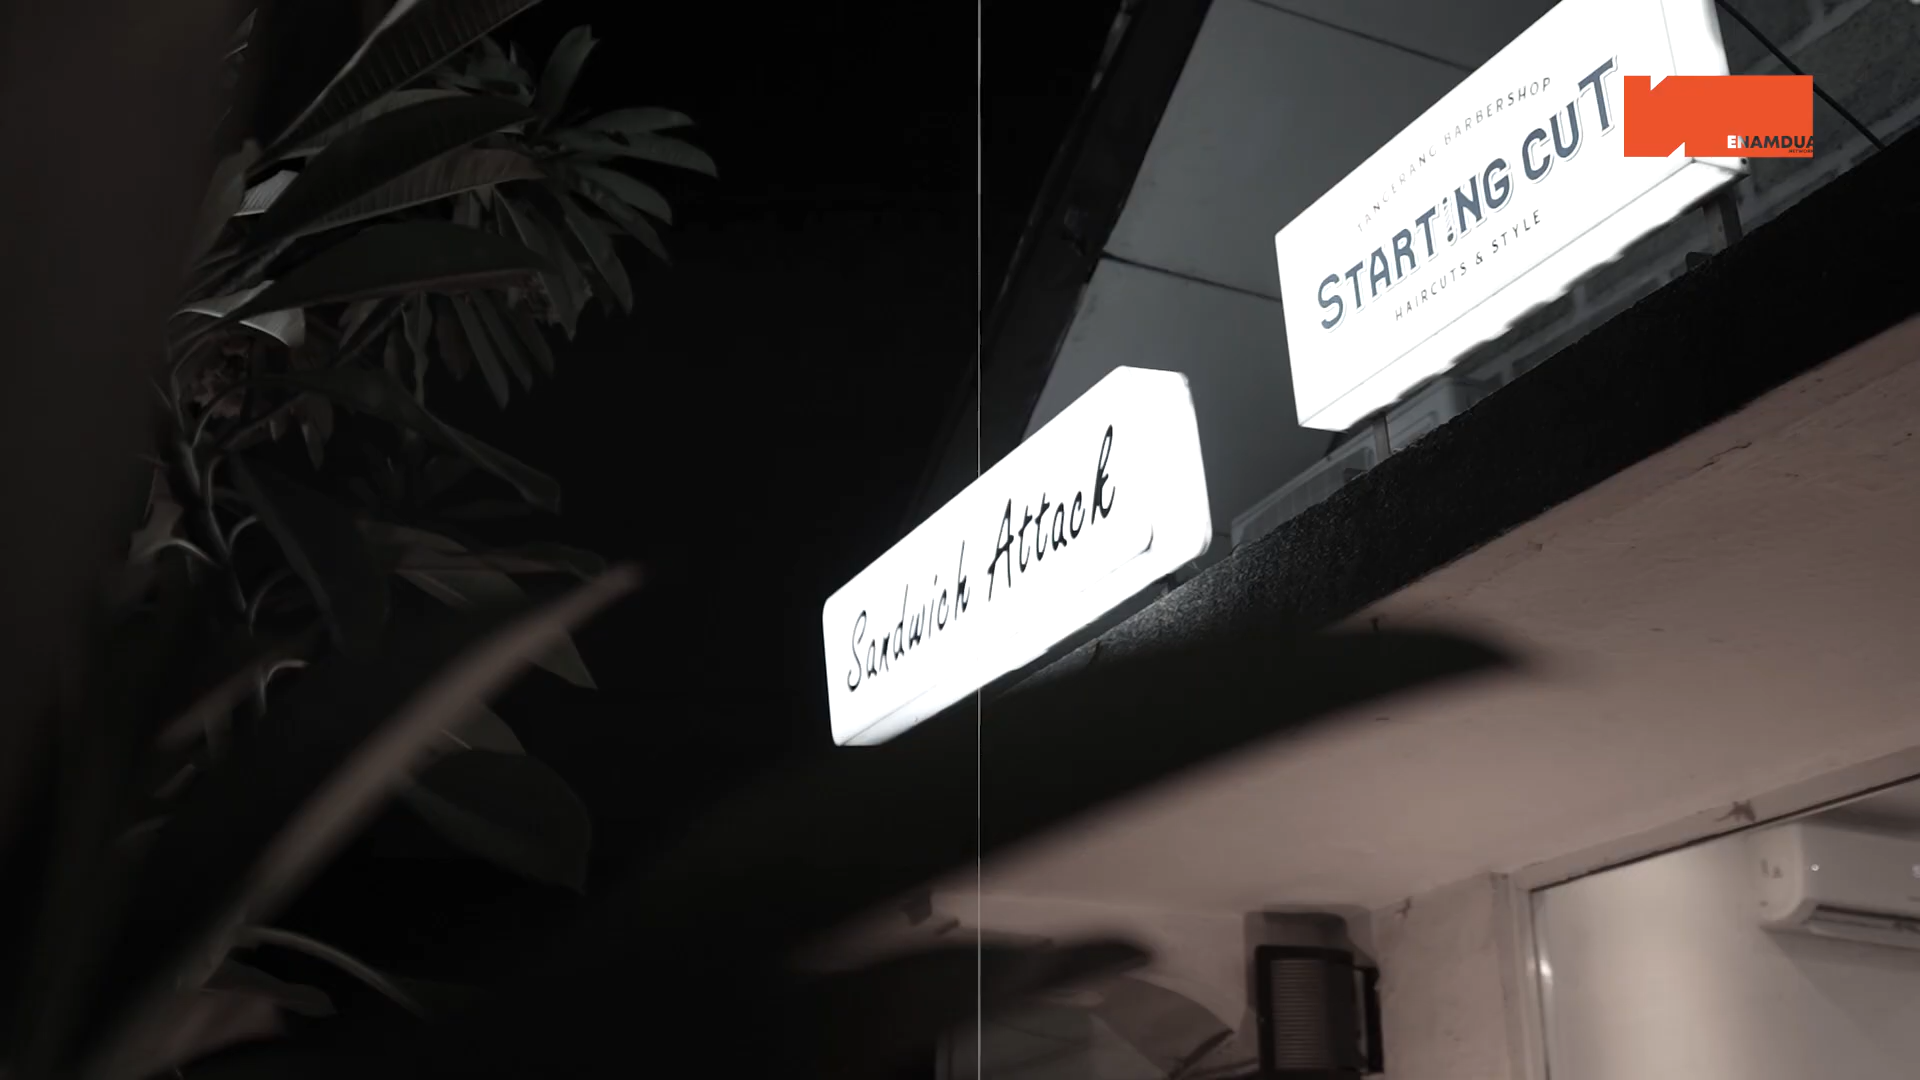 TANGERANG BARBERSHOP
STARTING CUT
HAIRCUTS & STYLE
Sandwich Attack
ENAMDUA